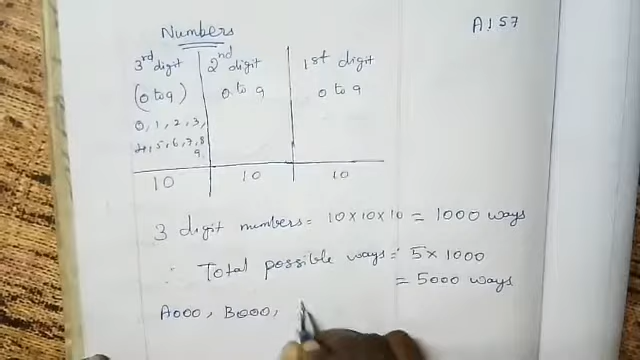 Numbers
A157
3rd digit 2nd digit 1st digit
(0 to 9) 0 to 9 0 to 9
0, 1, 2, 3,
4, 5, 6, 7, 8
9
10 10 10
3 digit numbers = 10 x 10 x 10 = 1000 ways
∴ Total possible ways = 5 x 1000
= 5000 ways
A000, B000,